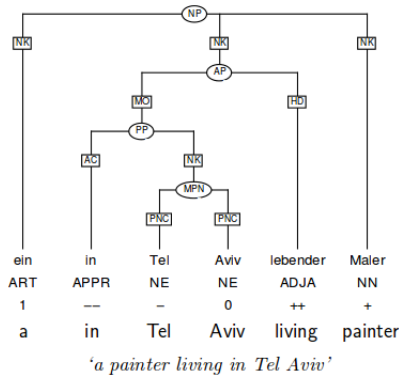 NP
NK NK NK
AP
MO HD
PP
AC NK
MPN
PNC PNC
ein in Tel Aviv lebender Maler
ART APPR NE NE ADJA NN
1 −− − 0 ++ +
a in Tel Aviv living painter
‘a painter living in Tel Aviv’